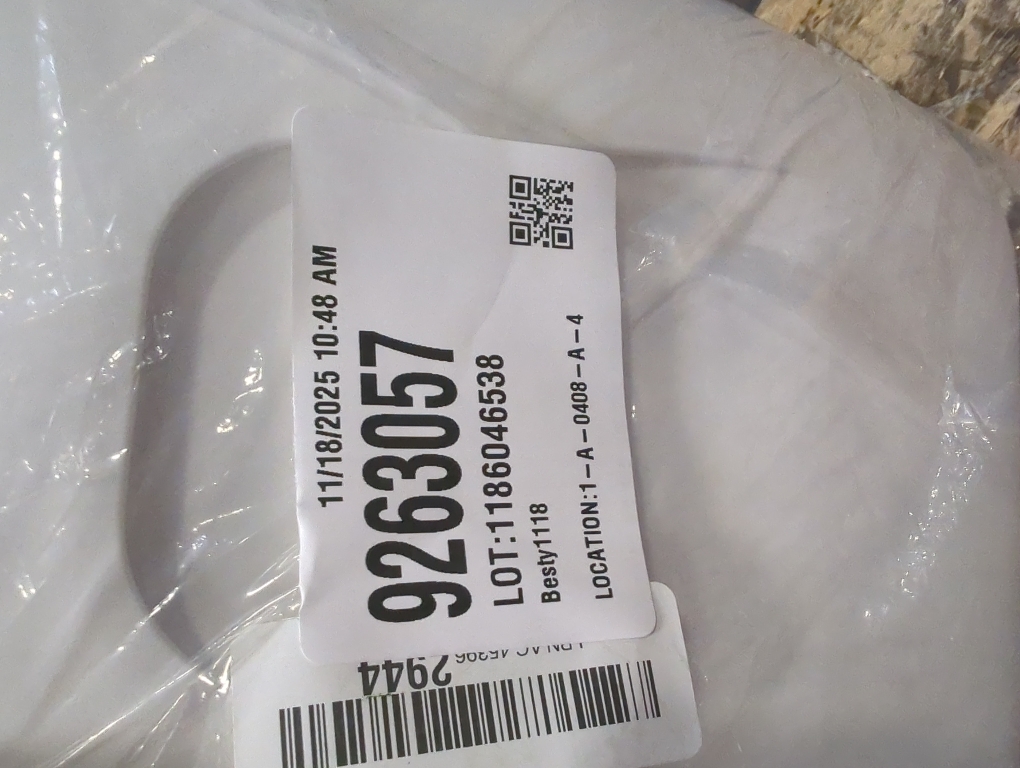 11/18/2025 10:48 AM
9263057
LOT:1186046538
Besty1118
LOCATION:1-A-0408-A-4
2944